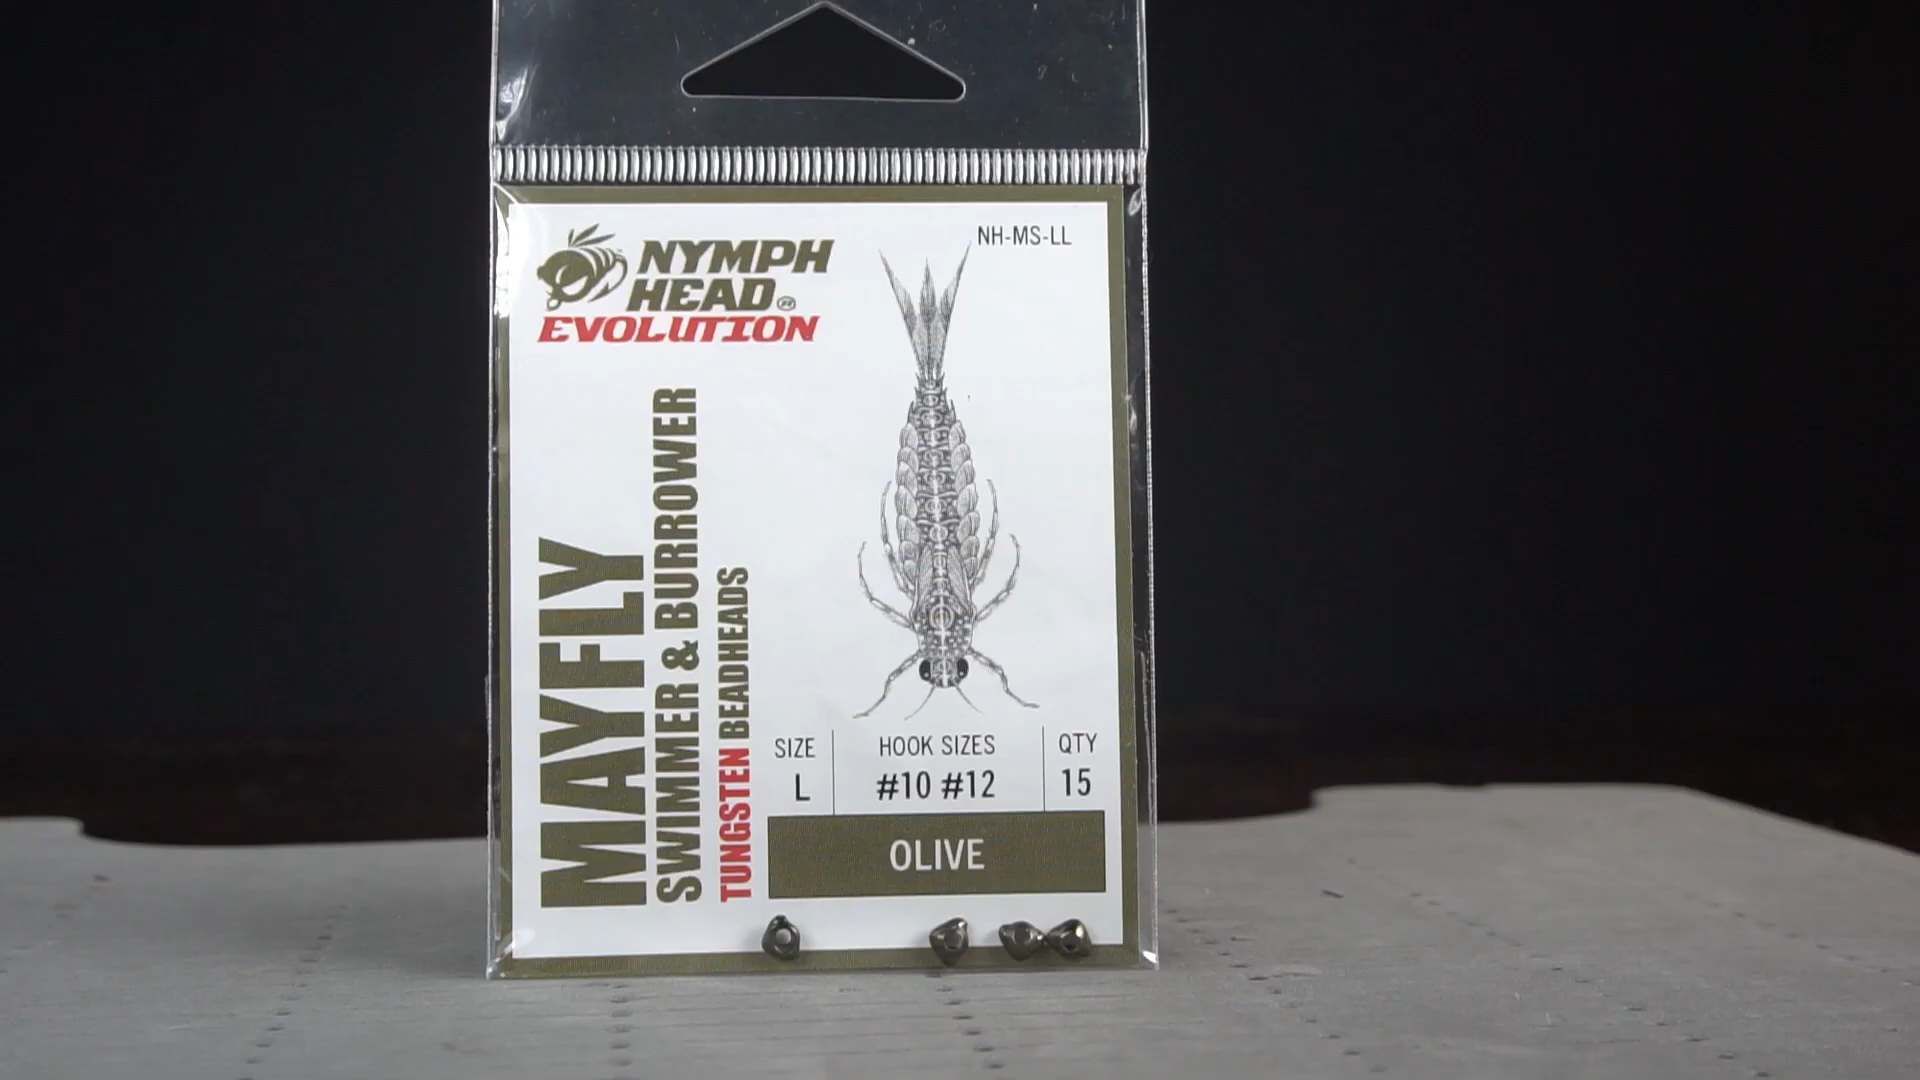 NH-MS-LL
NYMPH
HEAD®
EVOLUTION
MAYFLY
SWIMMER & BURROWER
TUNGSTEN BEADHEADS
SIZE
L
HOOK SIZES
#10 #12
QTY
15
OLIVE